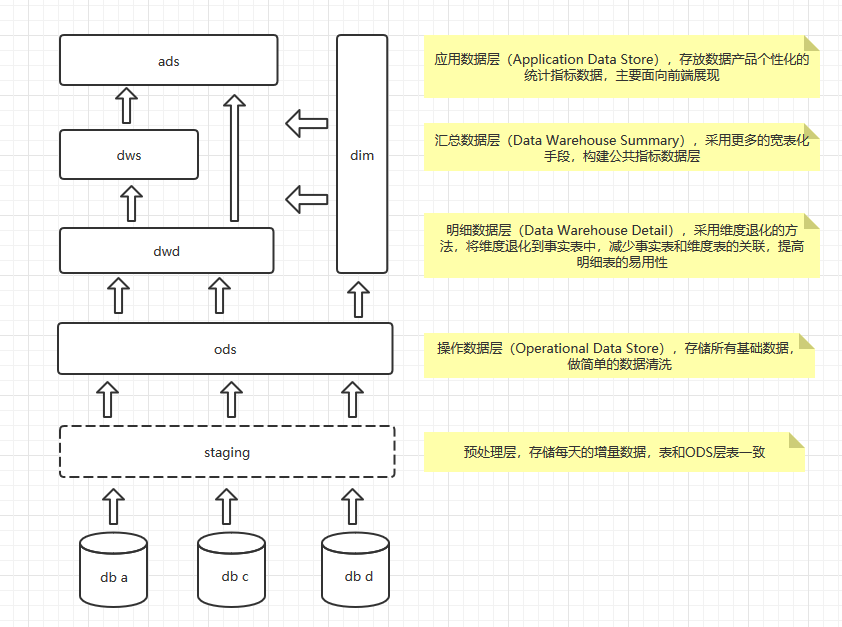 ads
应用数据层（Application Data Store），存放数据产品个性化的
统计指标数据，主要面向前端展现
dws
dim
汇总数据层（Data Warehouse Summary），采用更多的宽表化
手段，构建公共指标数据层
dwd
明细数据层（Data Warehouse Detail），采用维度退化的方
法，将维度退化到事实表中，减少事实表和维度表的关联，提高
明细表的易用性
ods
操作数据层（Operational Data Store），存储所有基础数据，
做简单的数据清洗
staging
预处理层，存储每天的增量数据，表和ODS层表一致
db a
db c
db d